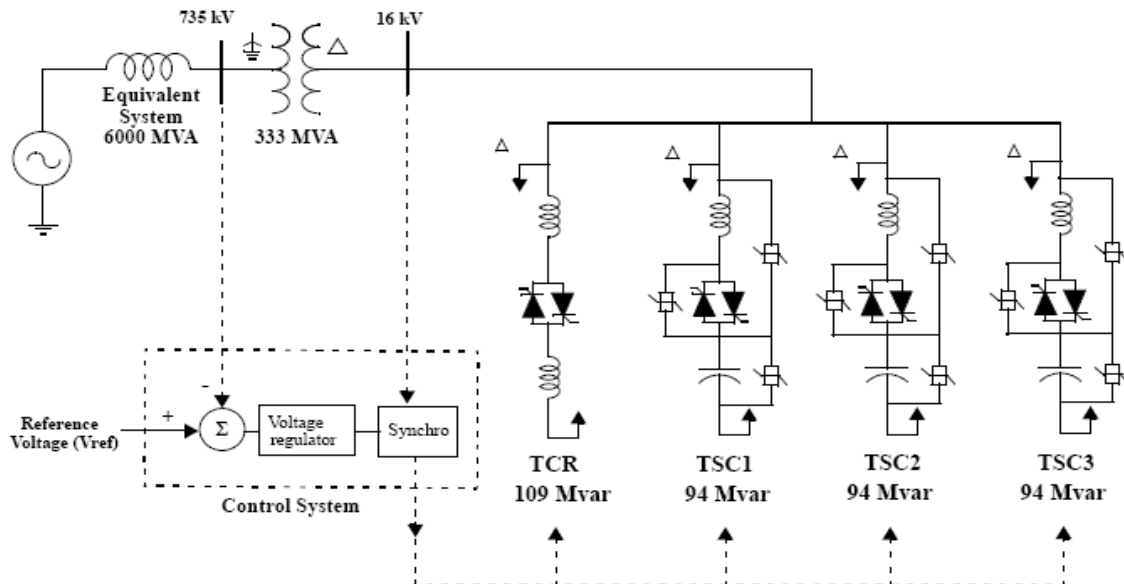 735 kV
16 kV
Δ
Equivalent
System
6000 MVA
333 MVA
Δ
Δ
Δ
Δ
-
+
Reference
Voltage (Vref)
Σ
Voltage
regulator
Synchro
Control System
TCR
109 Mvar
TSC1
94 Mvar
TSC2
94 Mvar
TSC3
94 Mvar